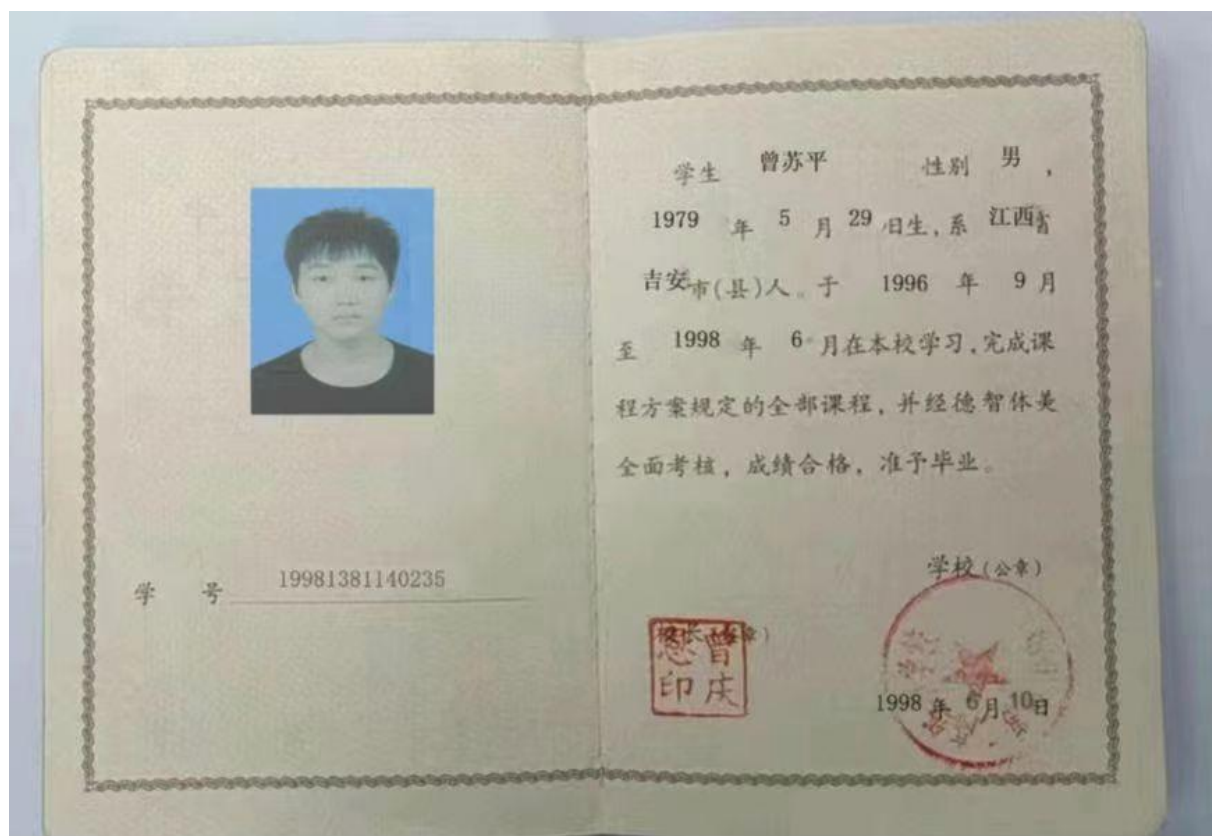 学号 19981381140235
学生 曾苏平 性别 男,
1979 年 5 月 29 日生,系 江西省
吉安市(县)人。于 1996 年 9 月
至 1998 年 6 月在本校学习,完成课
程方案规定的全部课程,并经德智体美
全面考核,成绩合格,准予毕业。
学校(公章)
校长(签章)
曾庆
印
1998 年 6 月 10日